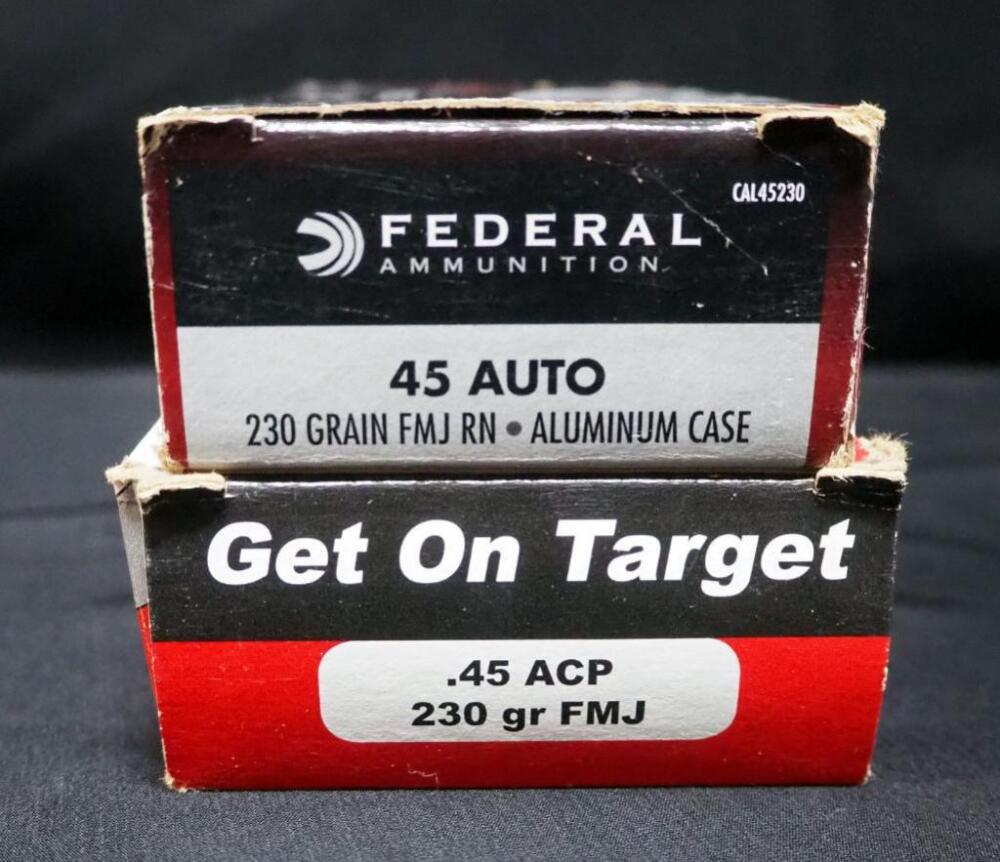 CAL45230
FEDERAL
AMMUNITION
45 AUTO
230 GRAIN FMJ RN • ALUMINUM CASE
Get On Target
.45 ACP
230 gr FMJ